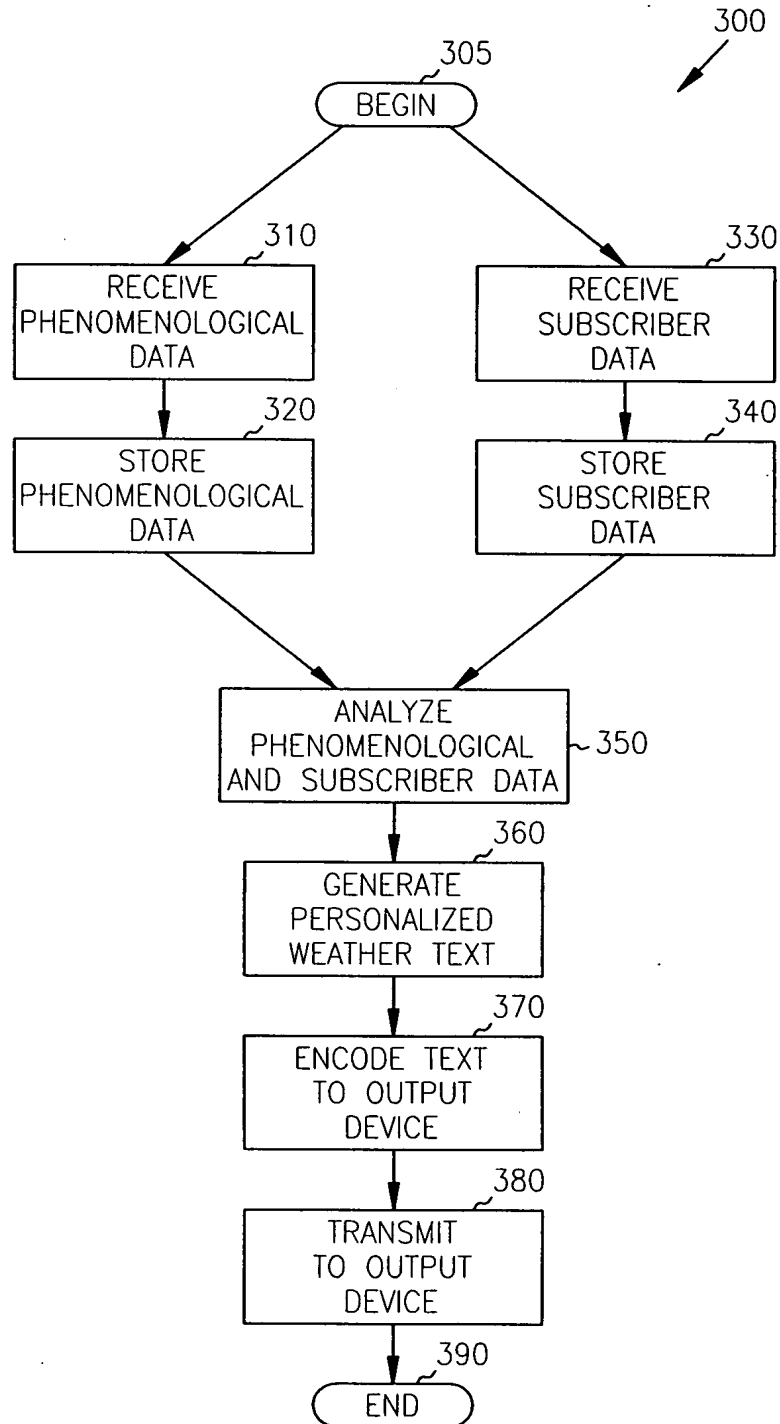 300
305
BEGIN
310
RECEIVE
PHENOMENOLOGICAL
DATA
330
RECEIVE
SUBSCRIBER
DATA
320
STORE
PHENOMENOLOGICAL
DATA
340
STORE
SUBSCRIBER
DATA
ANALYZE
PHENOMENOLOGICAL
AND SUBSCRIBER DATA
350
360
GENERATE
PERSONALIZED
WEATHER TEXT
370
ENCODE TEXT
TO OUTPUT
DEVICE
380
TRANSMIT
TO OUTPUT
DEVICE
390
END